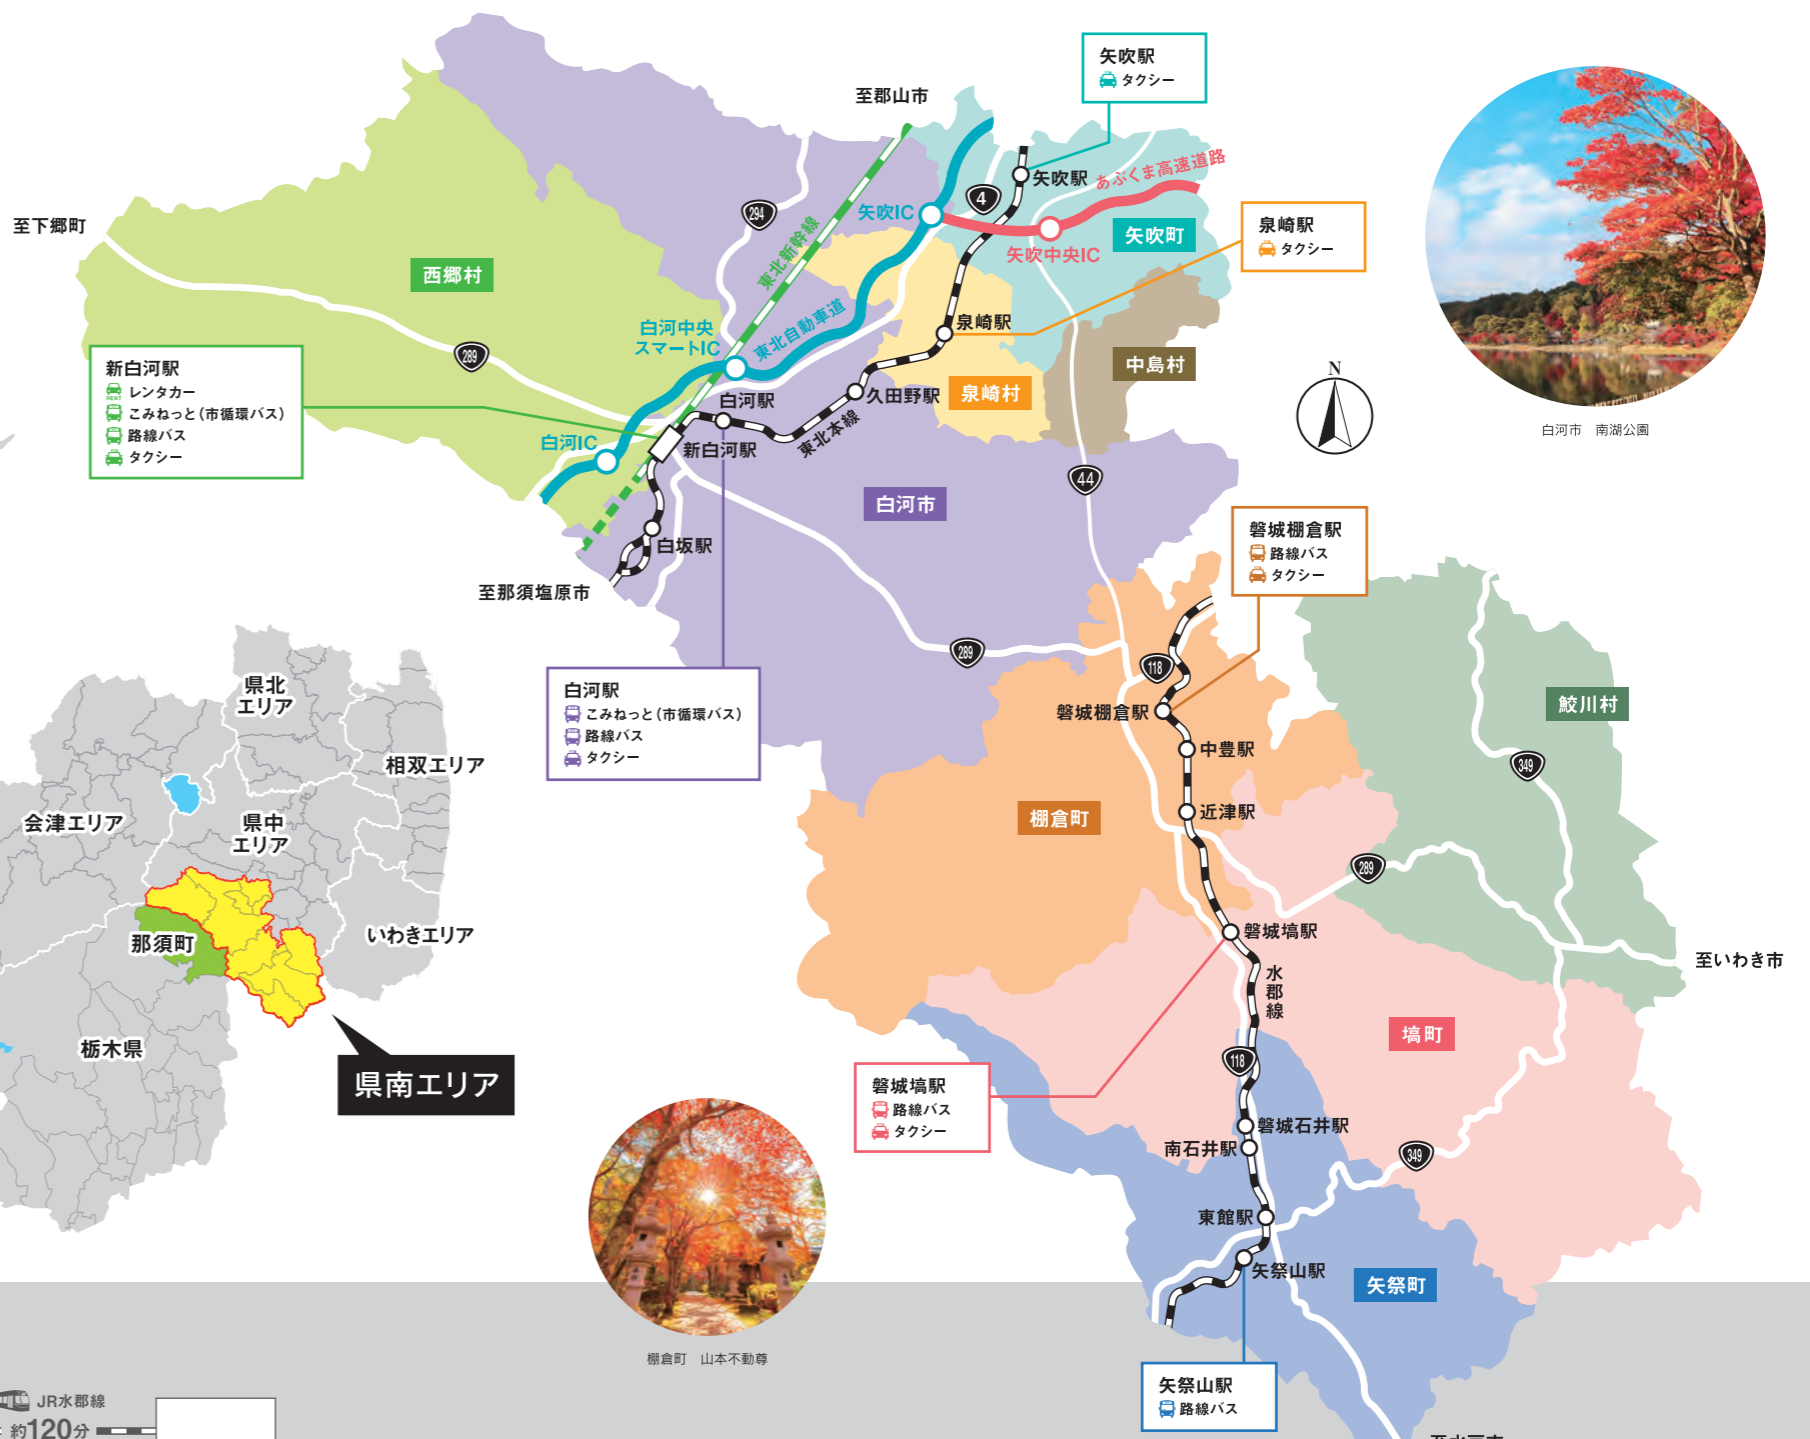 矢吹駅
タクシー
至郡山市
矢吹駅
あぶくま高速道路
4
294
矢吹IC
矢吹町
矢吹中央IC
泉崎駅
タクシー
至下郷町
西郷村
東北新幹線
東北自動車道
白河中央
スマートIC
泉崎駅
中島村
泉崎村
289
新白河駅
RENT
レンタカー
こみねっと(市循環バス)
路線バス
タクシー
白河駅
久田野駅
東北本線
白河IC
新白河駅
N
白河市 南湖公園
44
白河市
白坂駅
至那須塩原市
磐城棚倉駅
路線バス
タクシー
289
118
白河駅
こみねっと(市循環バス)
路線バス
タクシー
磐城棚倉駅
中豊駅
近津駅
棚倉町
鮫川村
349
289
磐城塙駅
水郡線
至いわき市
塙町
118
磐城塙駅
路線バス
タクシー
磐城石井駅
南石井駅
349
東館駅
矢祭山駅
矢祭町
矢祭山駅
路線バス
県北
エリア
相双エリア
会津エリア
県中
エリア
那須町
いわきエリア
栃木県
県南エリア
棚倉町 山本不動尊
JR水郡線
約120分